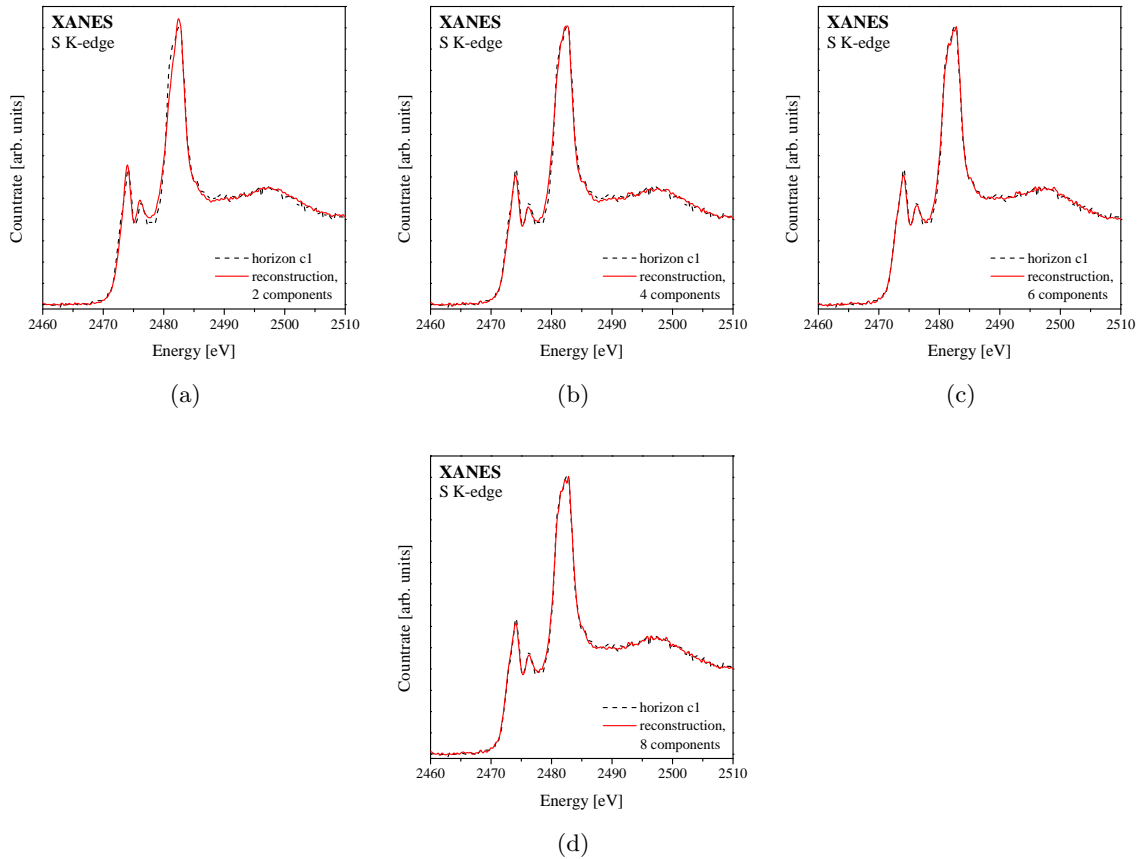 XANES
S K-edge
Countrate [arb. units]
horizon c1
reconstruction,
2 components
2460 2470 2480 2490 2500 2510
Energy [eV]
(a)
XANES
S K-edge
Countrate [arb. units]
horizon c1
reconstruction,
4 components
2460 2470 2480 2490 2500 2510
Energy [eV]
(b)
XANES
S K-edge
Countrate [arb. units]
horizon c1
reconstruction,
6 components
2460 2470 2480 2490 2500 2510
Energy [eV]
(c)
XANES
S K-edge
Countrate [arb. units]
horizon c1
reconstruction,
8 components
2460 2470 2480 2490 2500 2510
Energy [eV]
(d)